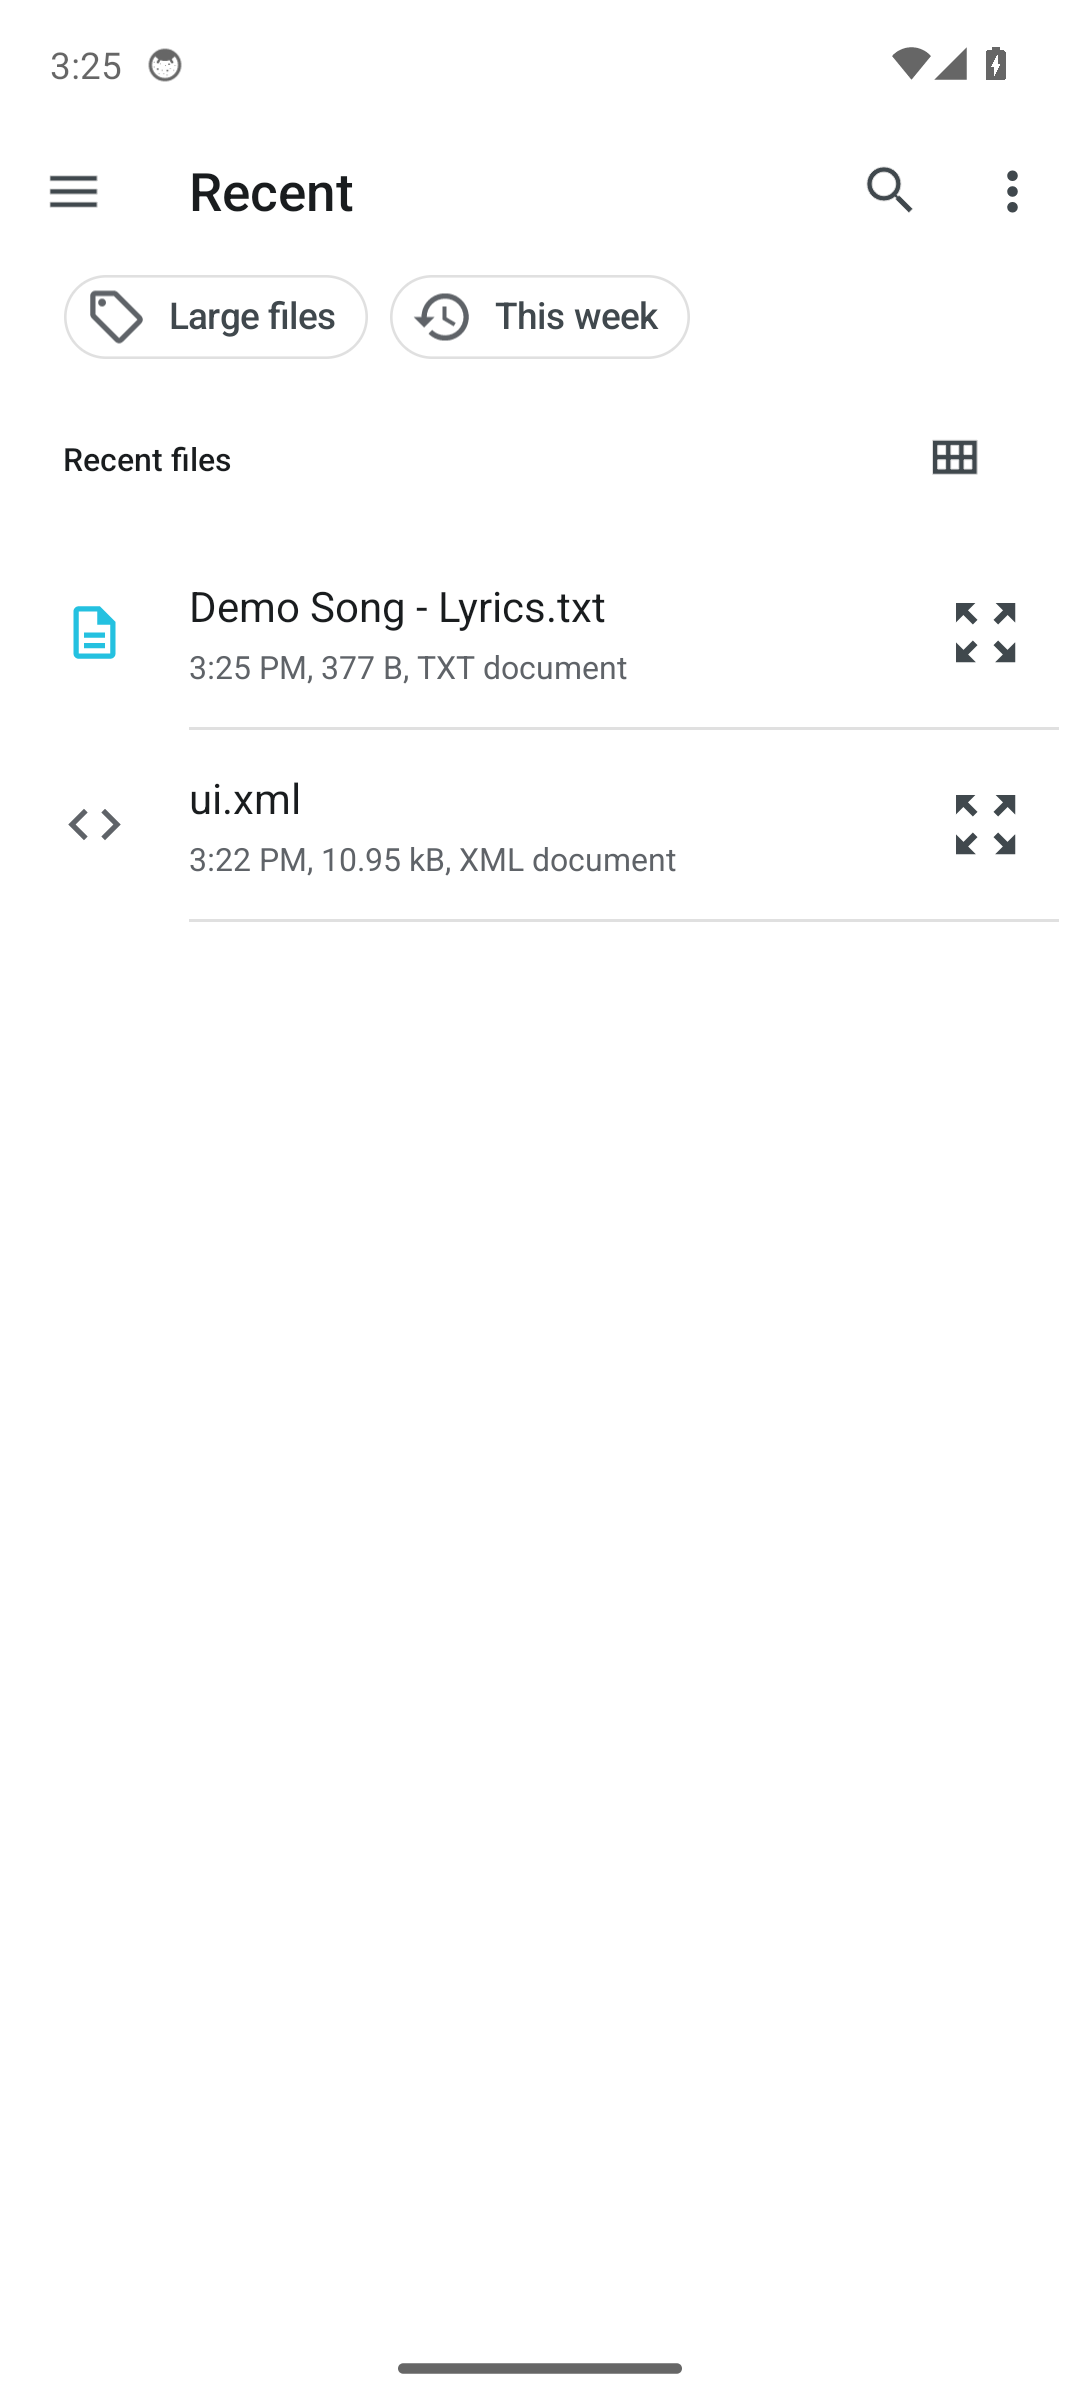 3:25
Recent
Large files
This week
Recent files
Demo Song - Lyrics.txt
3:25 PM, 377 B, TXT document
ui.xml
3:22 PM, 10.95 kB, XML document